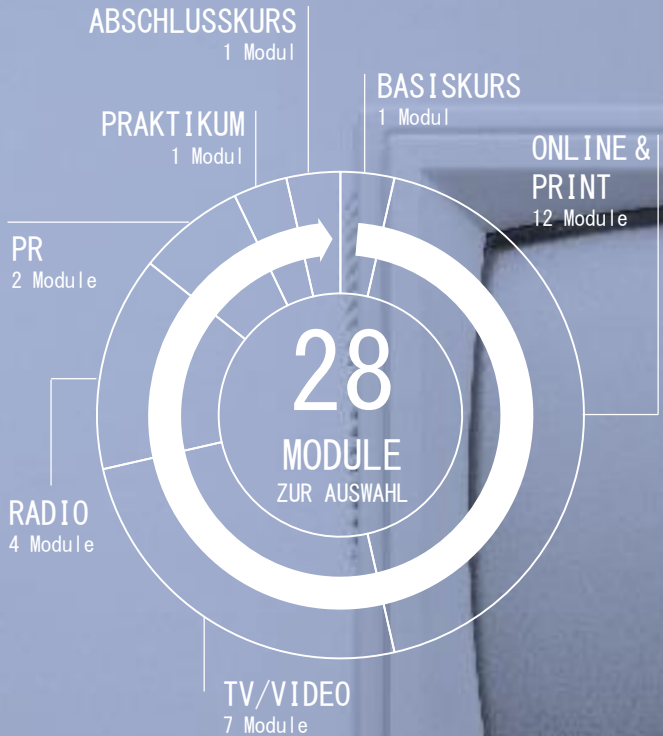 ABSCHLUSSKURS
1 Modul
BASISKURS
1 Modul
PRAKTIKUM
1 Modul
ONLINE &
PRINT
12 Module
PR
2 Module
28
MODULE
ZUR AUSWAHL
RADIO
4 Module
TV/VIDEO
7 Module